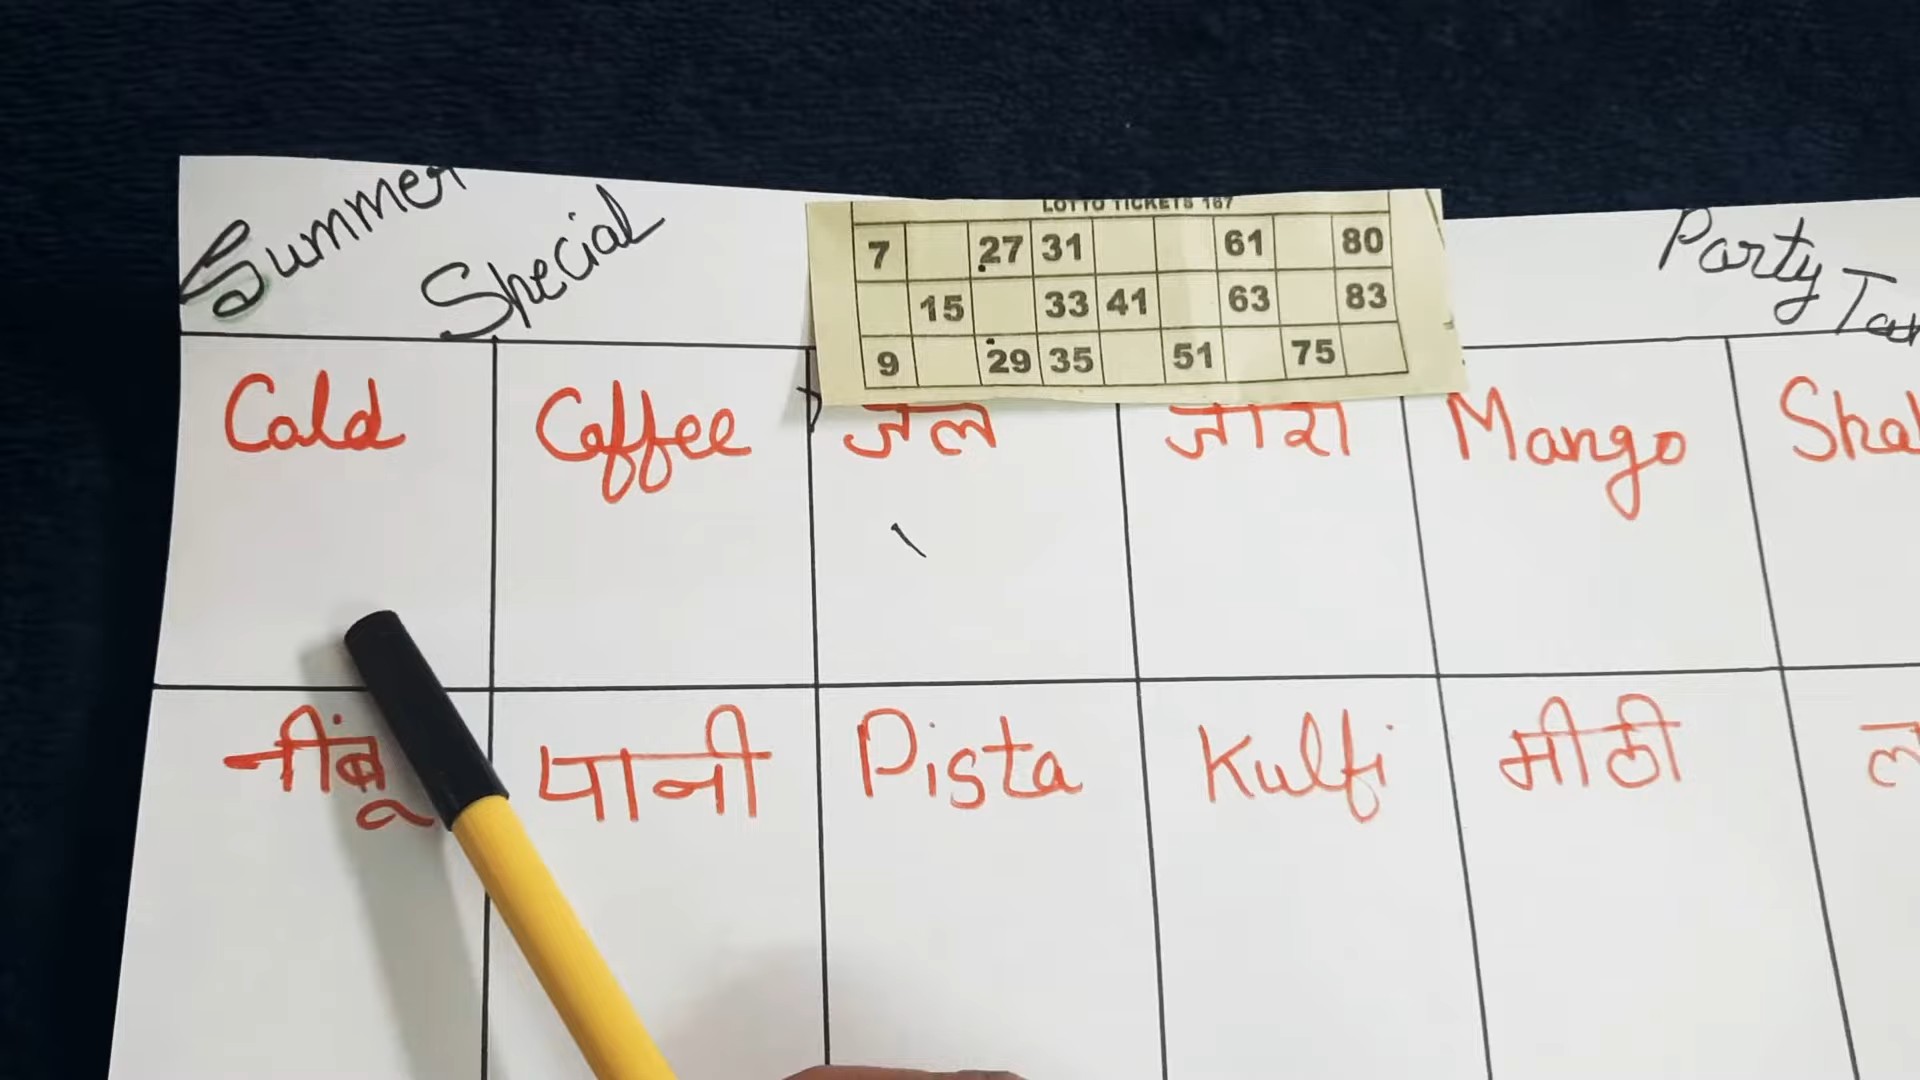 Summer
Special
Party
LOTTO TICKETS 167
7 27 31 61 80
15 33 41 63 83
9 29 35 51 75
Cold Coffee जल जीरा Mango
नींबू पानी Pista Kulfi मीठी